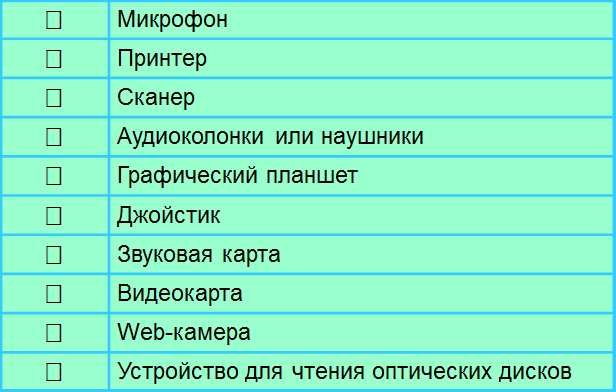 □ Микрофон
□ Принтер
□ Сканер
□ Аудиоколонки или наушники
□ Графический планшет
□ Джойстик
□ Звуковая карта
□ Видеокарта
□ Web-камера
□ Устройство для чтения оптических дисков